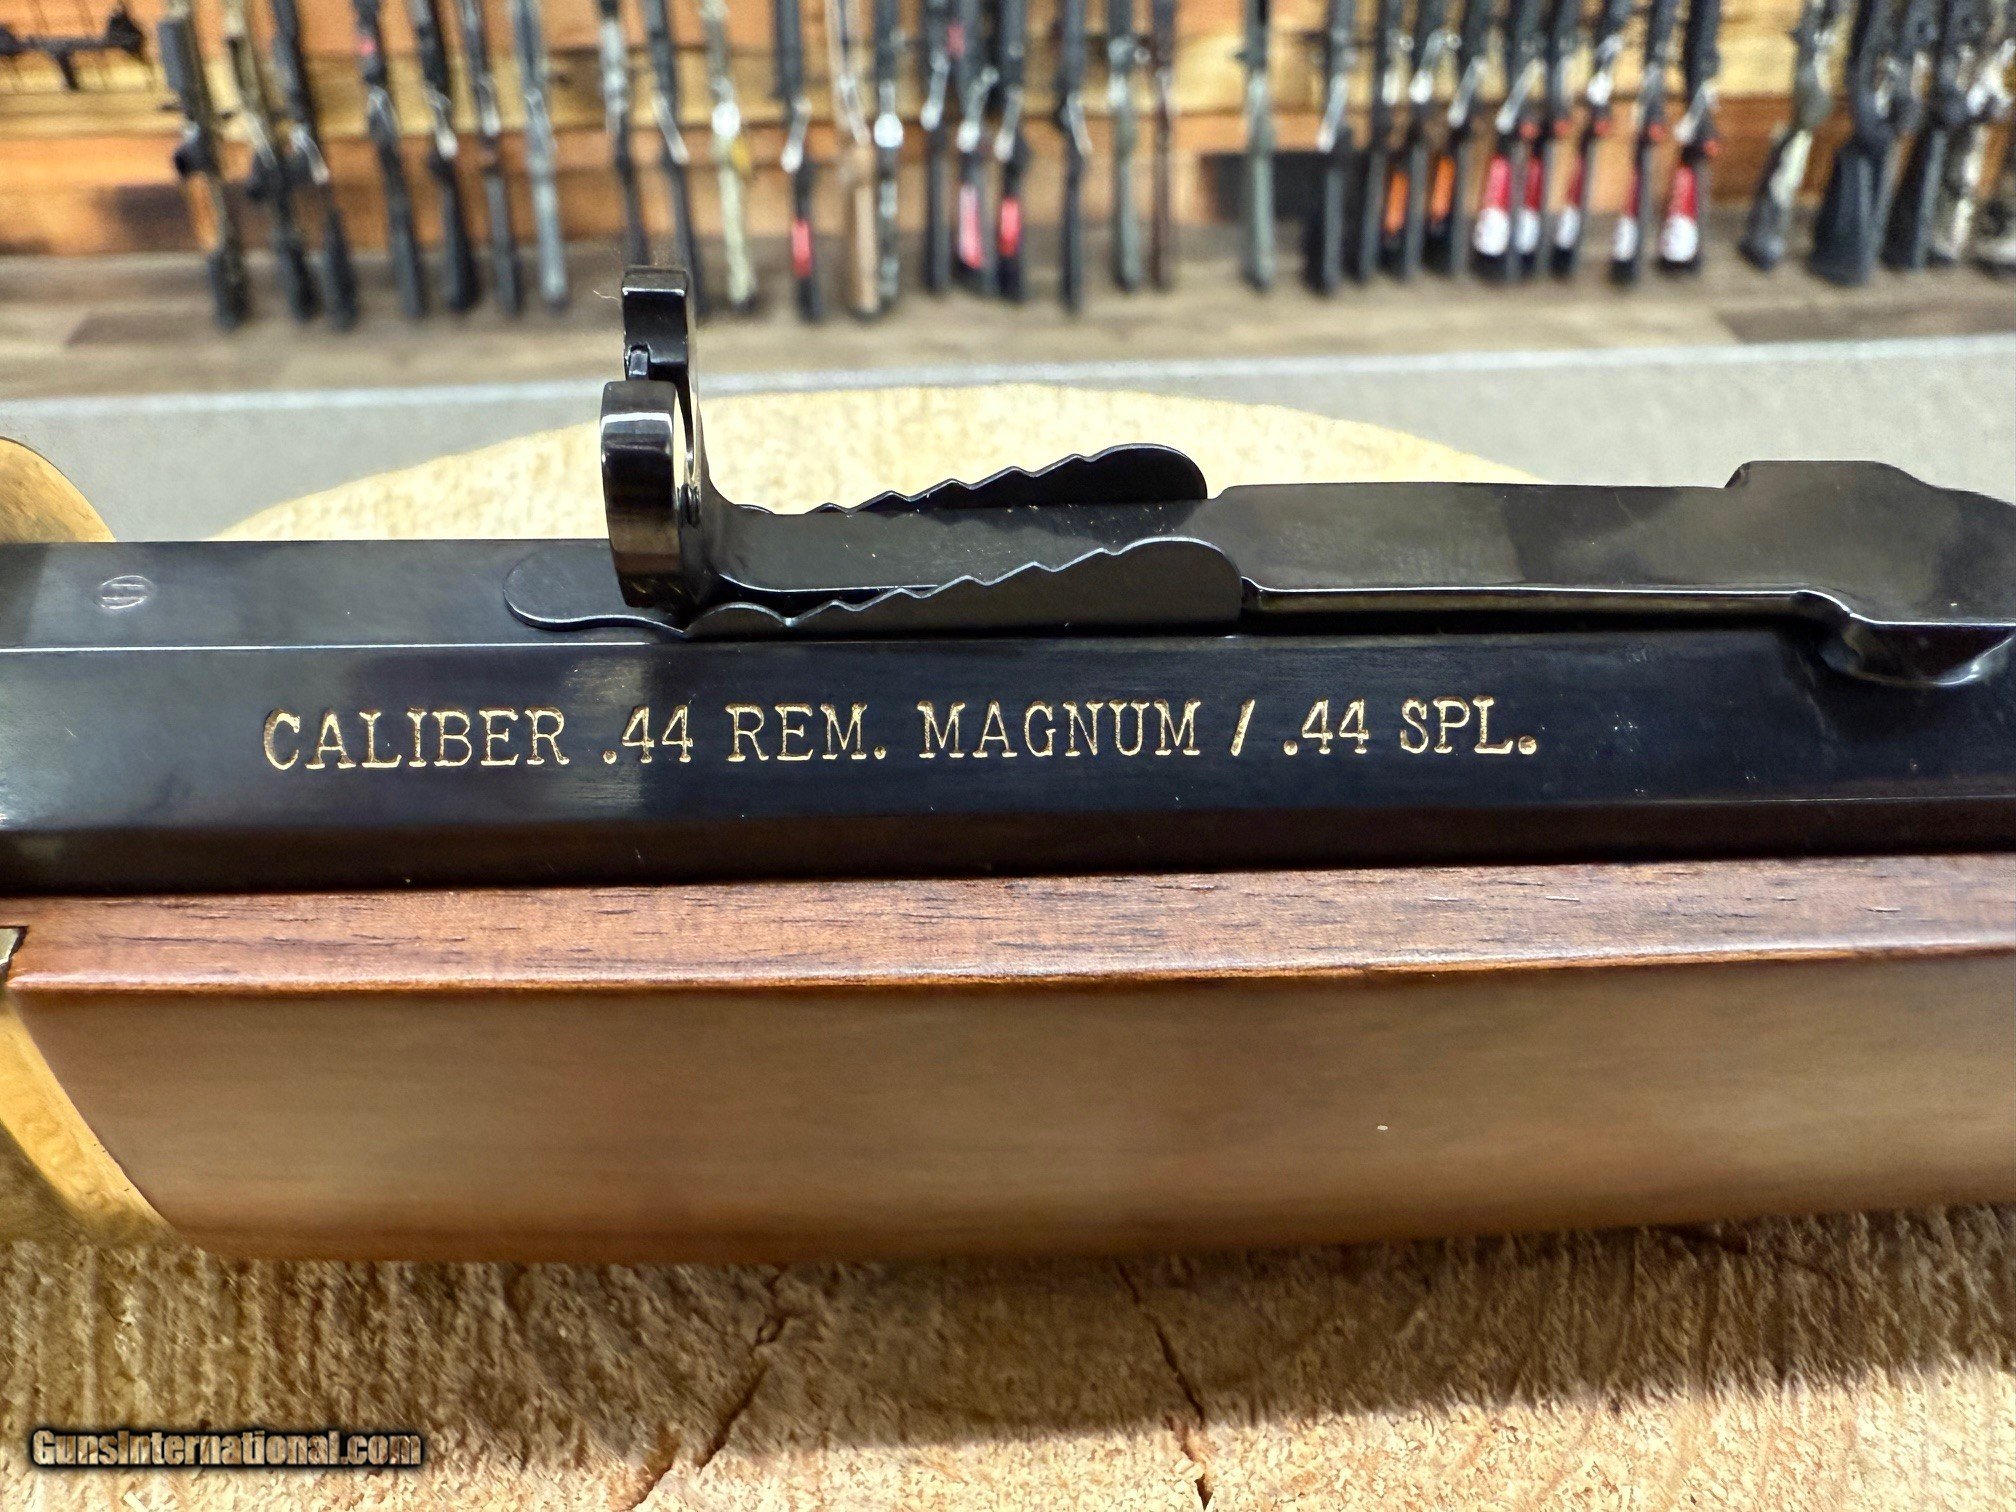 CALIBER .44 REM. MAGNUM / .44 SPL.
GunsInternational.com